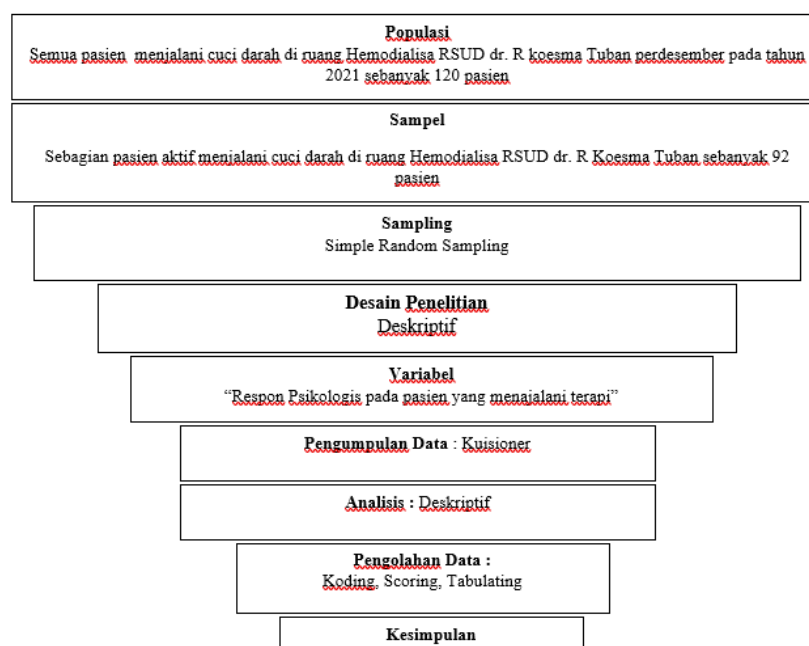 Populasi
Semua pasien menjalani cuci darah di ruang Hemodialisa RSUD dr. R koesma Tuban perdesember pada tahun
2021 sebanyak 120 pasien
Sampel
Sebagian pasien aktif menjalani cuci darah di ruang Hemodialisa RSUD dr. R Koesma Tuban sebanyak 92
pasien
Sampling
Simple Random Sampling
Desain Penelitian
Deskriptif
Variabel
“Respon Psikologis pada pasien yang menajalani terapi”
Pengumpulan Data : Kuisioner
Analisis : Deskriptif
Pengolahan Data :
Koding, Scoring, Tabulating
Kesimpulan